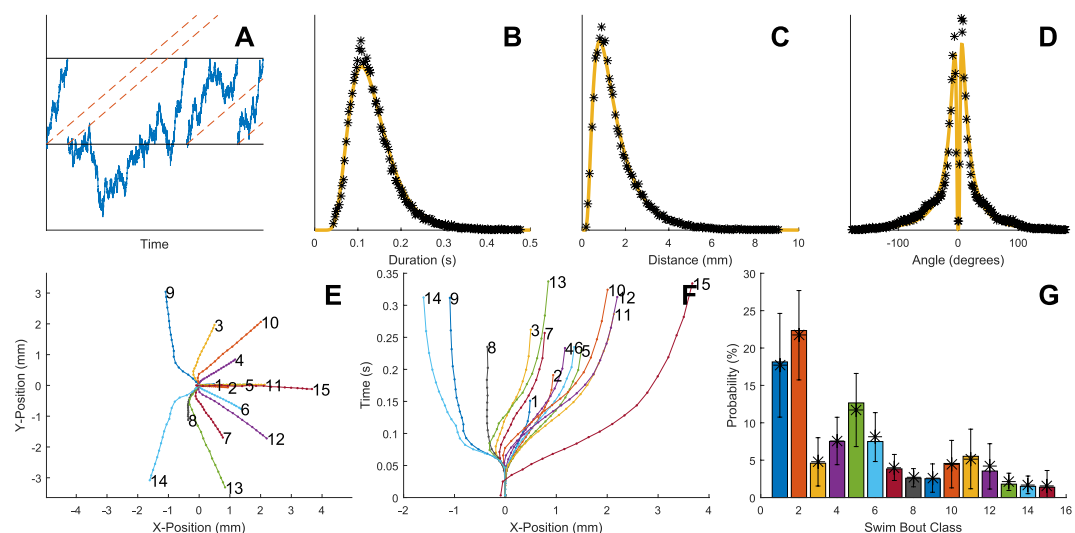 A
Time
B
0 0.1 0.2 0.3 0.4 0.5
Duration (s)
C
0 2 4 6 8 10
Distance (mm)
D
-100 0 100
Angle (degrees)
E
3
2
1
0
-1
-2
-3
-4 -3 -2 -1 0 1 2 3 4 5
Y-Position (mm)
X-Position (mm)
9
3
10
4
1
2
5
11
15
6
8
7
12
14
13
F
0.35
0.3
0.25
0.2
0.15
0.1
0.05
0
-2 -1 0 1 2 3 4
Time (s)
X-Position (mm)
14
9
13
10
12
15
11
3
7
8
4
6
5
2
1
G
30
25
20
15
10
5
0
0 2 4 6 8 10 12 14 16
Probability (%)
Swim Bout Class